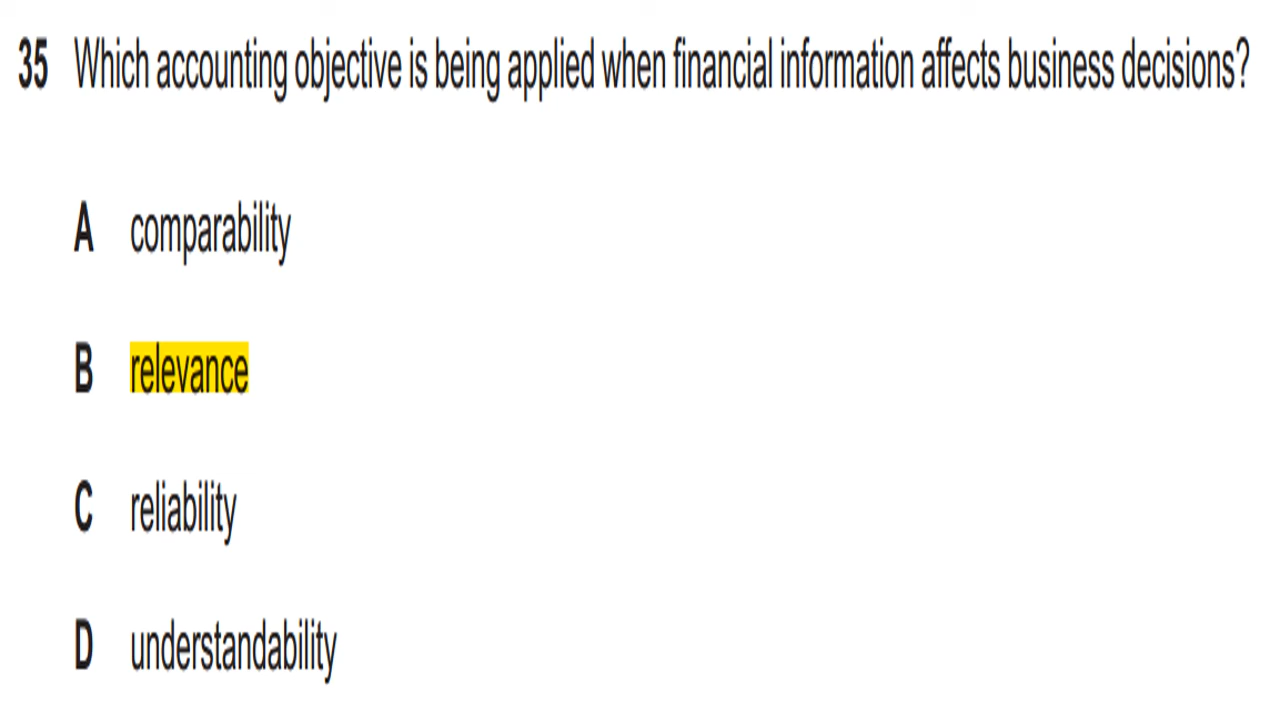 35 Which accounting objective is being applied when financial information affects business decisions?
A comparability
B relevance
C reliability
D understandability